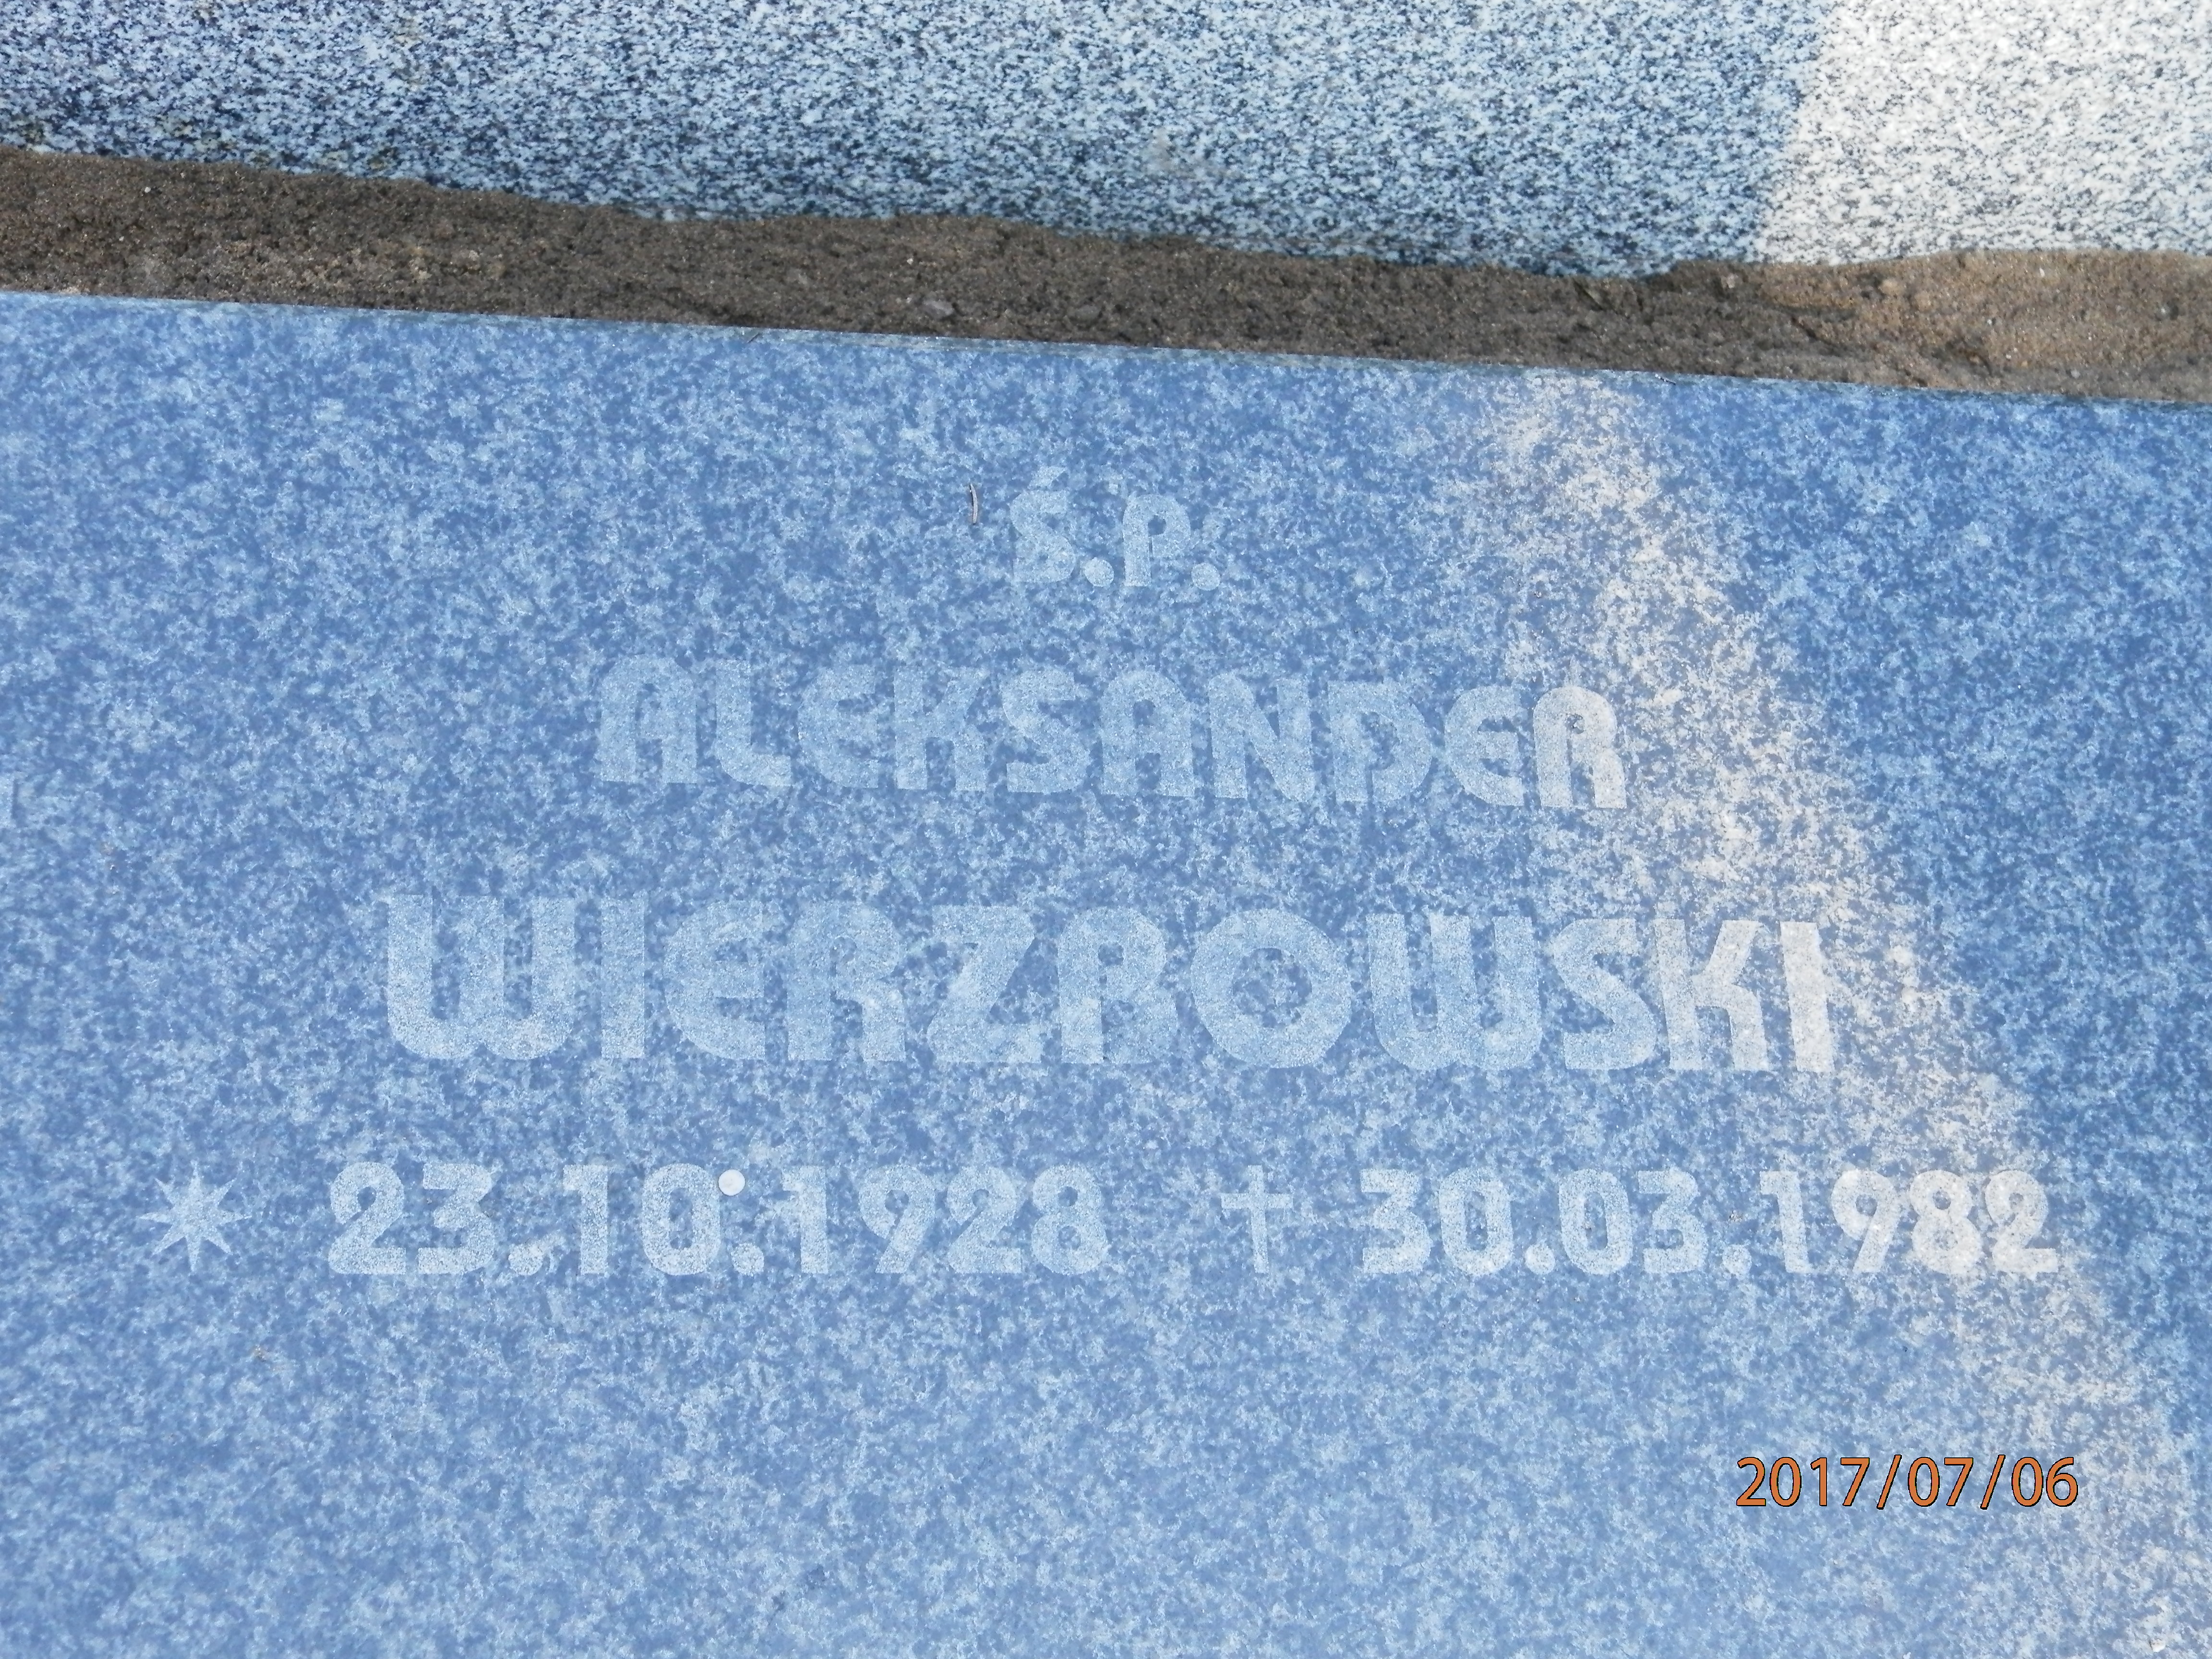 Ś.P.
ALEKSANDER
WIERZBOWSKI
* 23.10.1928 † 30.03.1982
2017/07/06